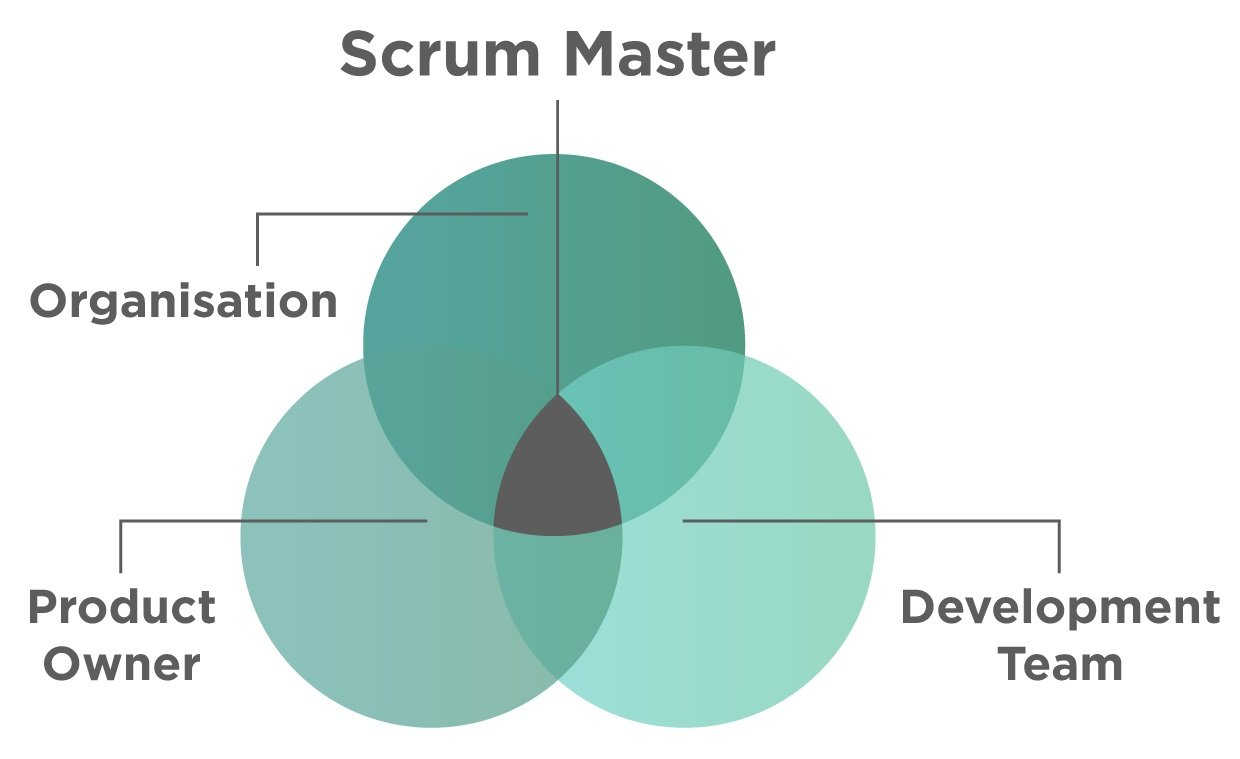 Scrum Master
Organisation
Product
Owner
Development
Team